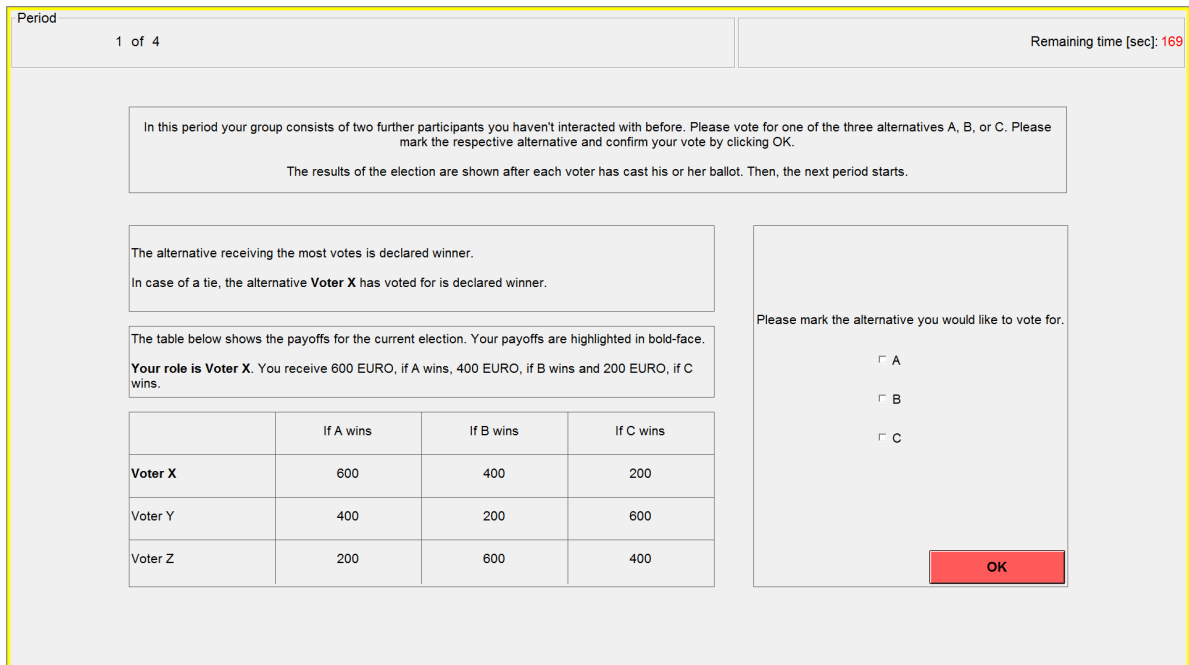 Period
1 of 4
Remaining time [sec]: 169
In this period your group consists of two further participants you haven't interacted with before. Please vote for one of the three alternatives A, B, or C. Please
mark the respective alternative and confirm your vote by clicking OK.
The results of the election are shown after each voter has cast his or her ballot. Then, the next period starts.
The alternative receiving the most votes is declared winner.
In case of a tie, the alternative Voter X has voted for is declared winner.
The table below shows the payoffs for the current election. Your payoffs are highlighted in bold-face.
Your role is Voter X. You receive 600 EURO, if A wins, 400 EURO, if B wins and 200 EURO, if C
wins.
If A wins If B wins If C wins
Voter X 600 400 200
Voter Y 400 200 600
Voter Z 200 600 400
Please mark the alternative you would like to vote for.
A
B
C
OK